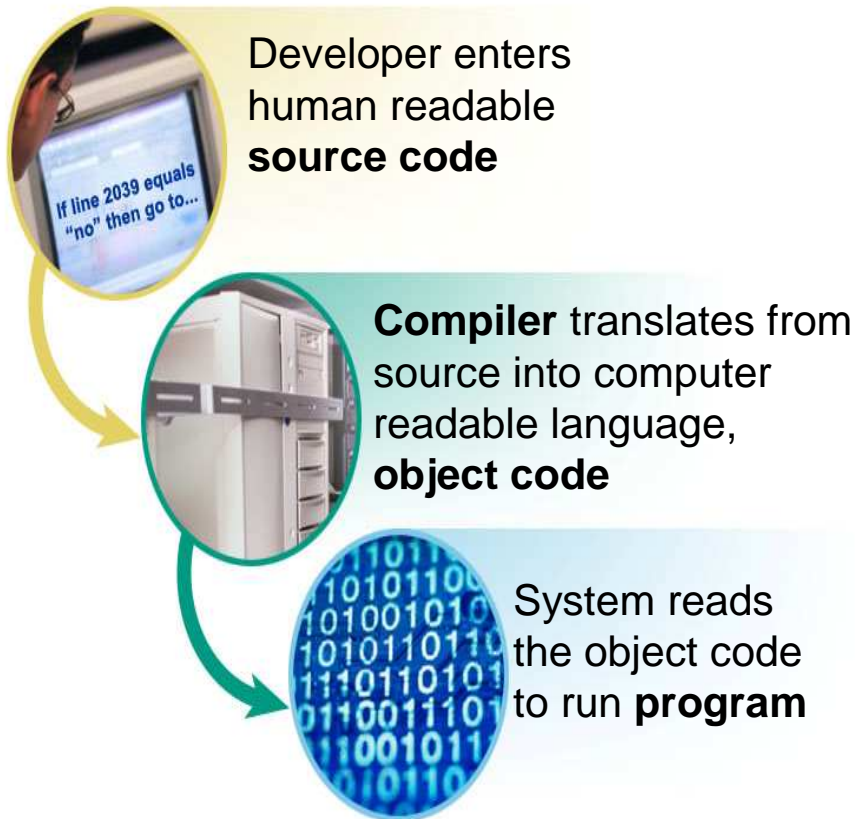 Developer enters
human readable
source code
If line 2039 equals
"no" then go to...
Compiler translates from
source into computer
readable language,
object code
System reads
the object code
to run program